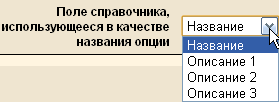 Поле справочника,
использующееся в качестве
названия опции
Название
Название
Описание 1
Описание 2
Описание 3